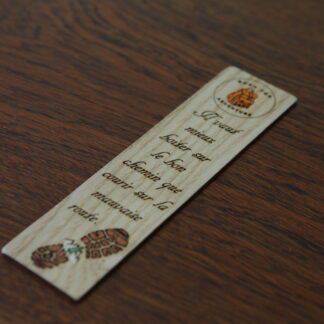 Il vaut
mieux
boiter sur
le bon
chemin que
courir sur la
mauvaise
route.